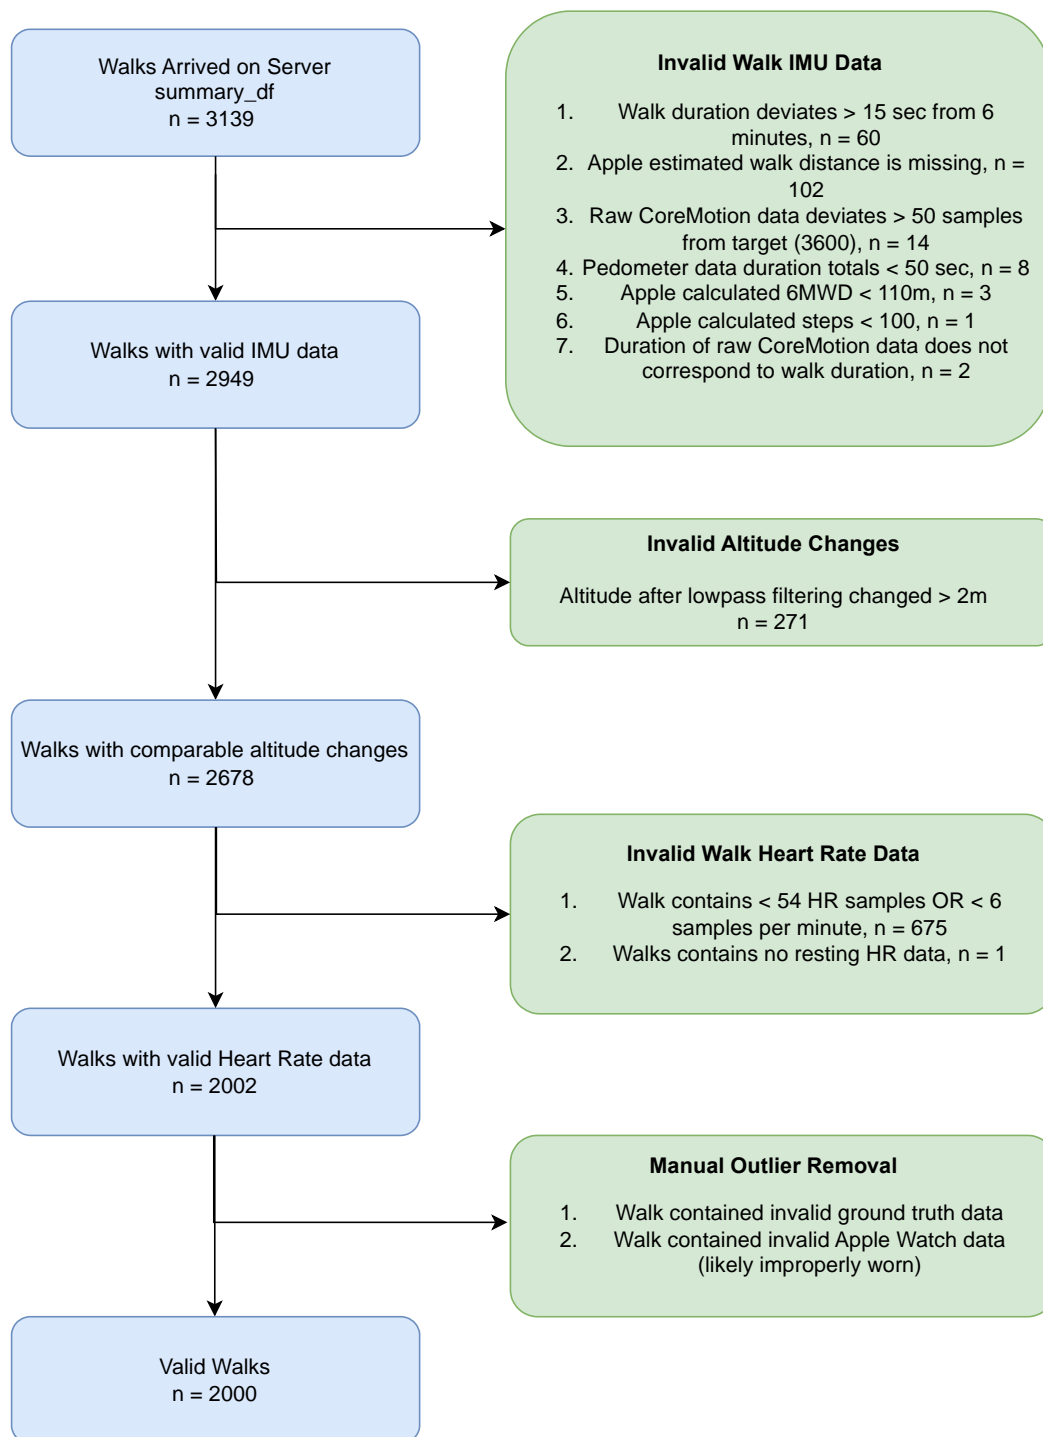 Walks Arrived on Server
summary_df
n = 3139
Invalid Walk IMU Data
1. Walk duration deviates > 15 sec from 6
minutes, n = 60
2. Apple estimated walk distance is missing, n =
102
3. Raw CoreMotion data deviates > 50 samples
from target (3600), n = 14
4. Pedometer data duration totals < 50 sec, n = 8
5. Apple calculated 6MWD < 110m, n = 3
6. Apple calculated steps < 100, n = 1
7. Duration of raw CoreMotion data does not
correspond to walk duration, n = 2
Walks with valid IMU data
n = 2949
Invalid Altitude Changes
Altitude after lowpass filtering changed > 2m
n = 271
Walks with comparable altitude changes
n = 2678
Invalid Walk Heart Rate Data
1. Walk contains < 54 HR samples OR < 6
samples per minute, n = 675
2. Walks contains no resting HR data, n = 1
Walks with valid Heart Rate data
n = 2002
Manual Outlier Removal
1. Walk contained invalid ground truth data
2. Walk contained invalid Apple Watch data
(likely improperly worn)
Valid Walks
n = 2000